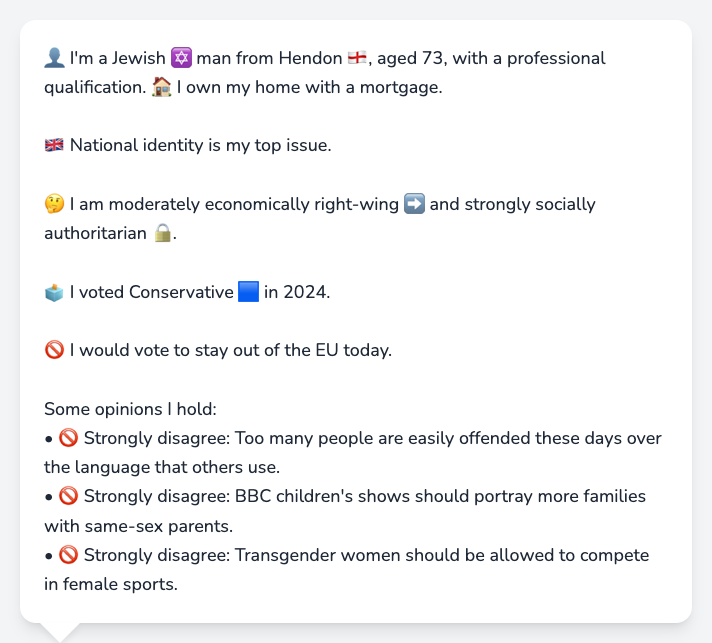 👤 I'm a Jewish ✡️ man from Hendon 🏴󠁧󠁢󠁥󠁮󠁧󠁿, aged 73, with a professional
qualification. 🏠 I own my home with a mortgage.
🇬🇧 National identity is my top issue.
🤔 I am moderately economically right-wing ➡️ and strongly socially
authoritarian 🔒.
🗳️ I voted Conservative 🟦 in 2024.
🚫 I would vote to stay out of the EU today.
Some opinions I hold:
• 🚫 Strongly disagree: Too many people are easily offended these days over
the language that others use.
• 🚫 Strongly disagree: BBC children's shows should portray more families
with same-sex parents.
• 🚫 Strongly disagree: Transgender women should be allowed to compete
in female sports.